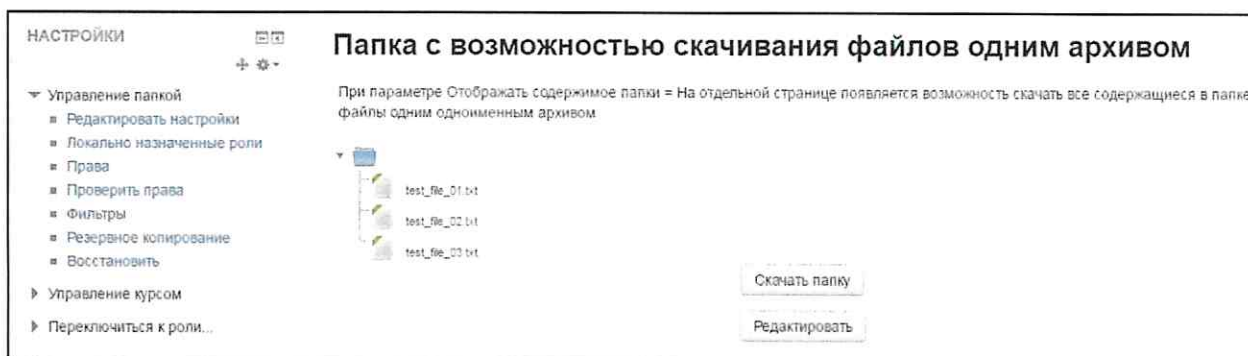 НАСТРОЙКИ
Управление папкой
Редактировать настройки
Локально назначенные роли
Права
Проверить права
Фильтры
Резервное копирование
Восстановить
Управление курсом
Переключиться к роли...
Папка с возможностью скачивания файлов одним архивом
При параметре Отображать содержимое папки = На отдельной странице появляется возможность скачать все содержащиеся в папке
файлы одним одноименным архивом
test_file_01.txt
test_file_02.txt
test_file_03.txt
Скачать папку
Редактировать